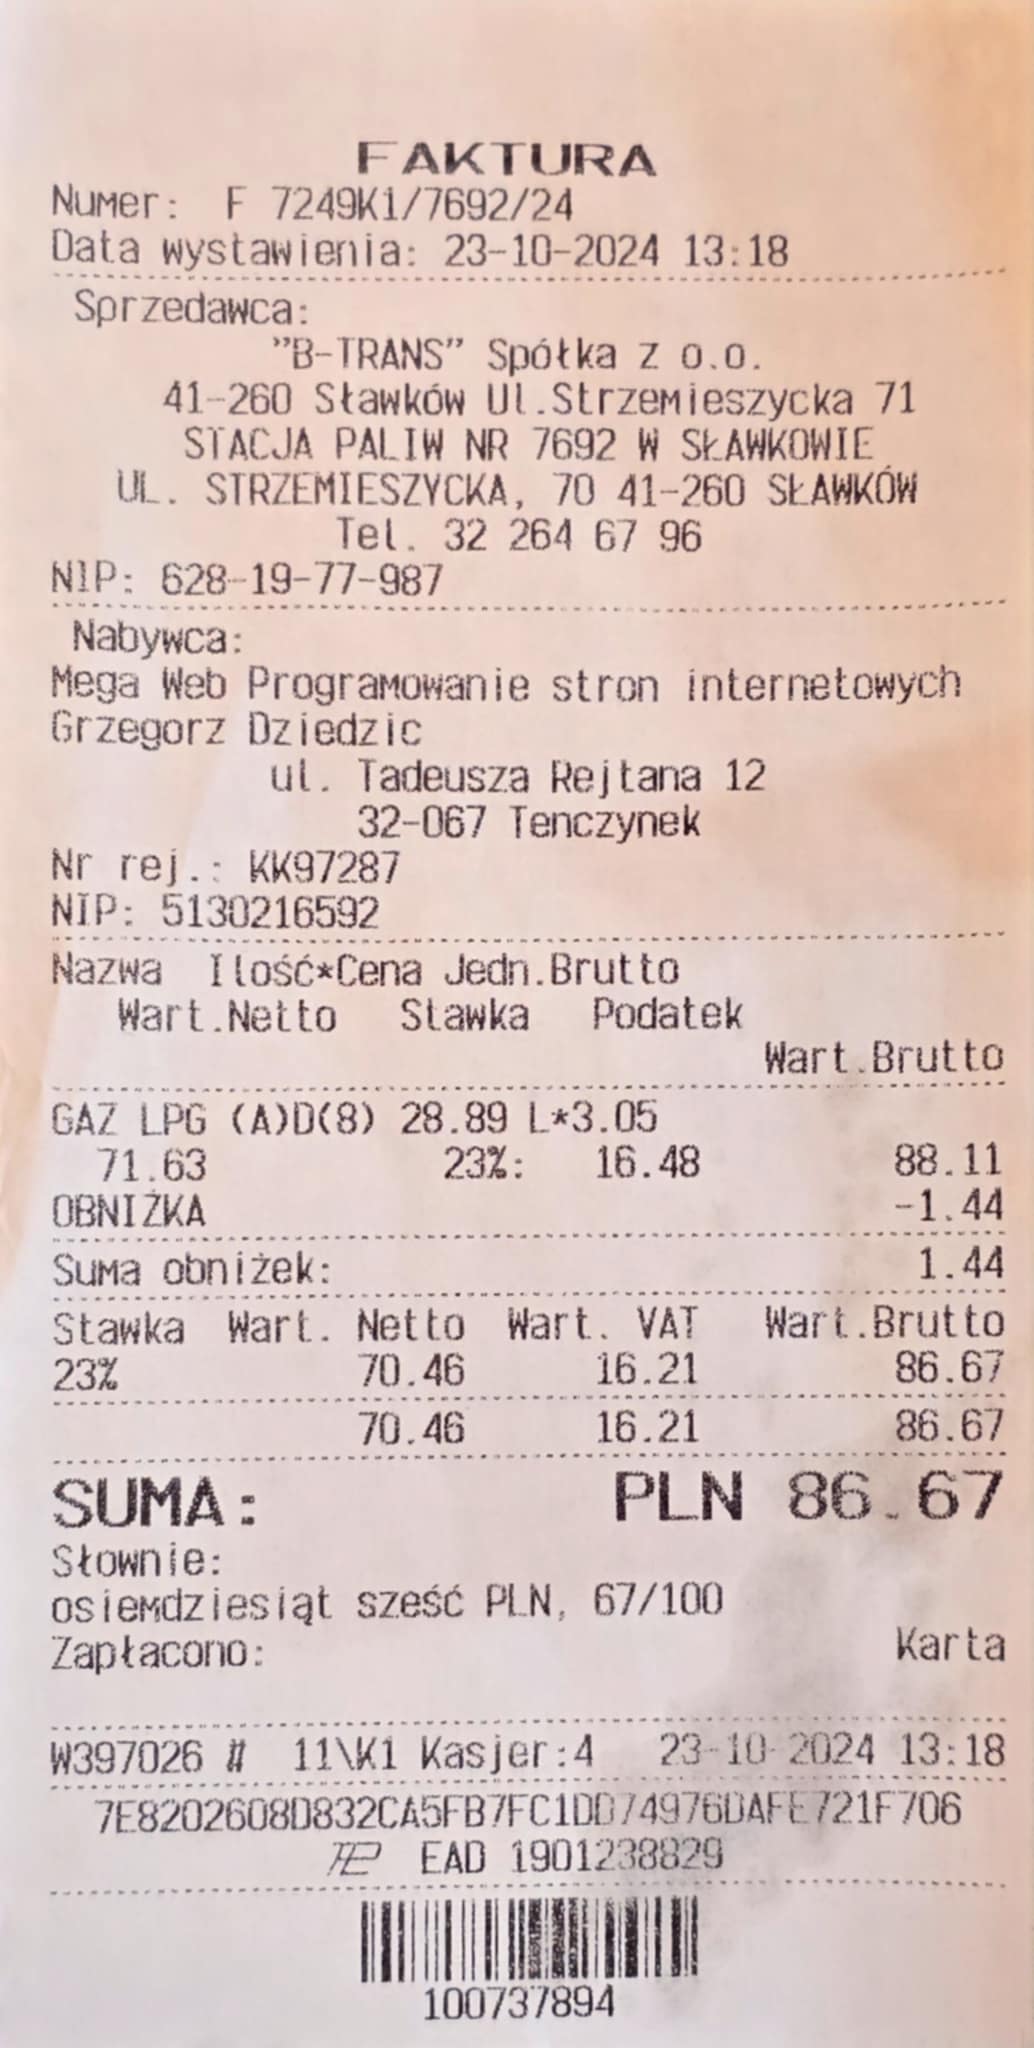 FAKTURA
Numer: F 7249K1/7692/24
Data wystawienia: 23-10-2024 13:18
Sprzedawca:
"B-TRANS" Spółka z o.o.
41-260 Sławków Ul.Strzemieszycka 71
STACJA PALIW NR 7692 W SŁAWKOWIE
UL. STRZEMIESZYCKA, 70 41-260 SŁAWKÓW
Tel. 32 264 67 96
NIP: 628-19-77-987
Nabywca:
Mega Web Programowanie stron internetowych
Grzegorz Dziedzic
ul. Tadeusza Rejtana 12
32-067 Tenczynek
Nr rej.: KK97287
NIP: 5130216592
Nazwa Ilość*Cena Jedn.Brutto
Wart.Netto Stawka Podatek
Wart.Brutto
GAZ LPG (A)D(8) 28.89 L*3.05
71.63 23%: 16.48 88.11
OBNIŻKA -1.44
Suma obniżek: 1.44
Stawka Wart. Netto Wart. VAT Wart.Brutto
23% 70.46 16.21 86.67
70.46 16.21 86.67
SUMA: PLN 86.67
Słownie:
osiemdziesiąt sześć PLN, 67/100
Zapłacono: Karta
W397026 # 11\K1 Kasjer:4 23-10-2024 13:18
7E8202608D832CA5FB7FC1DD74976DAFE721F706
EAD 1901238829
100737894